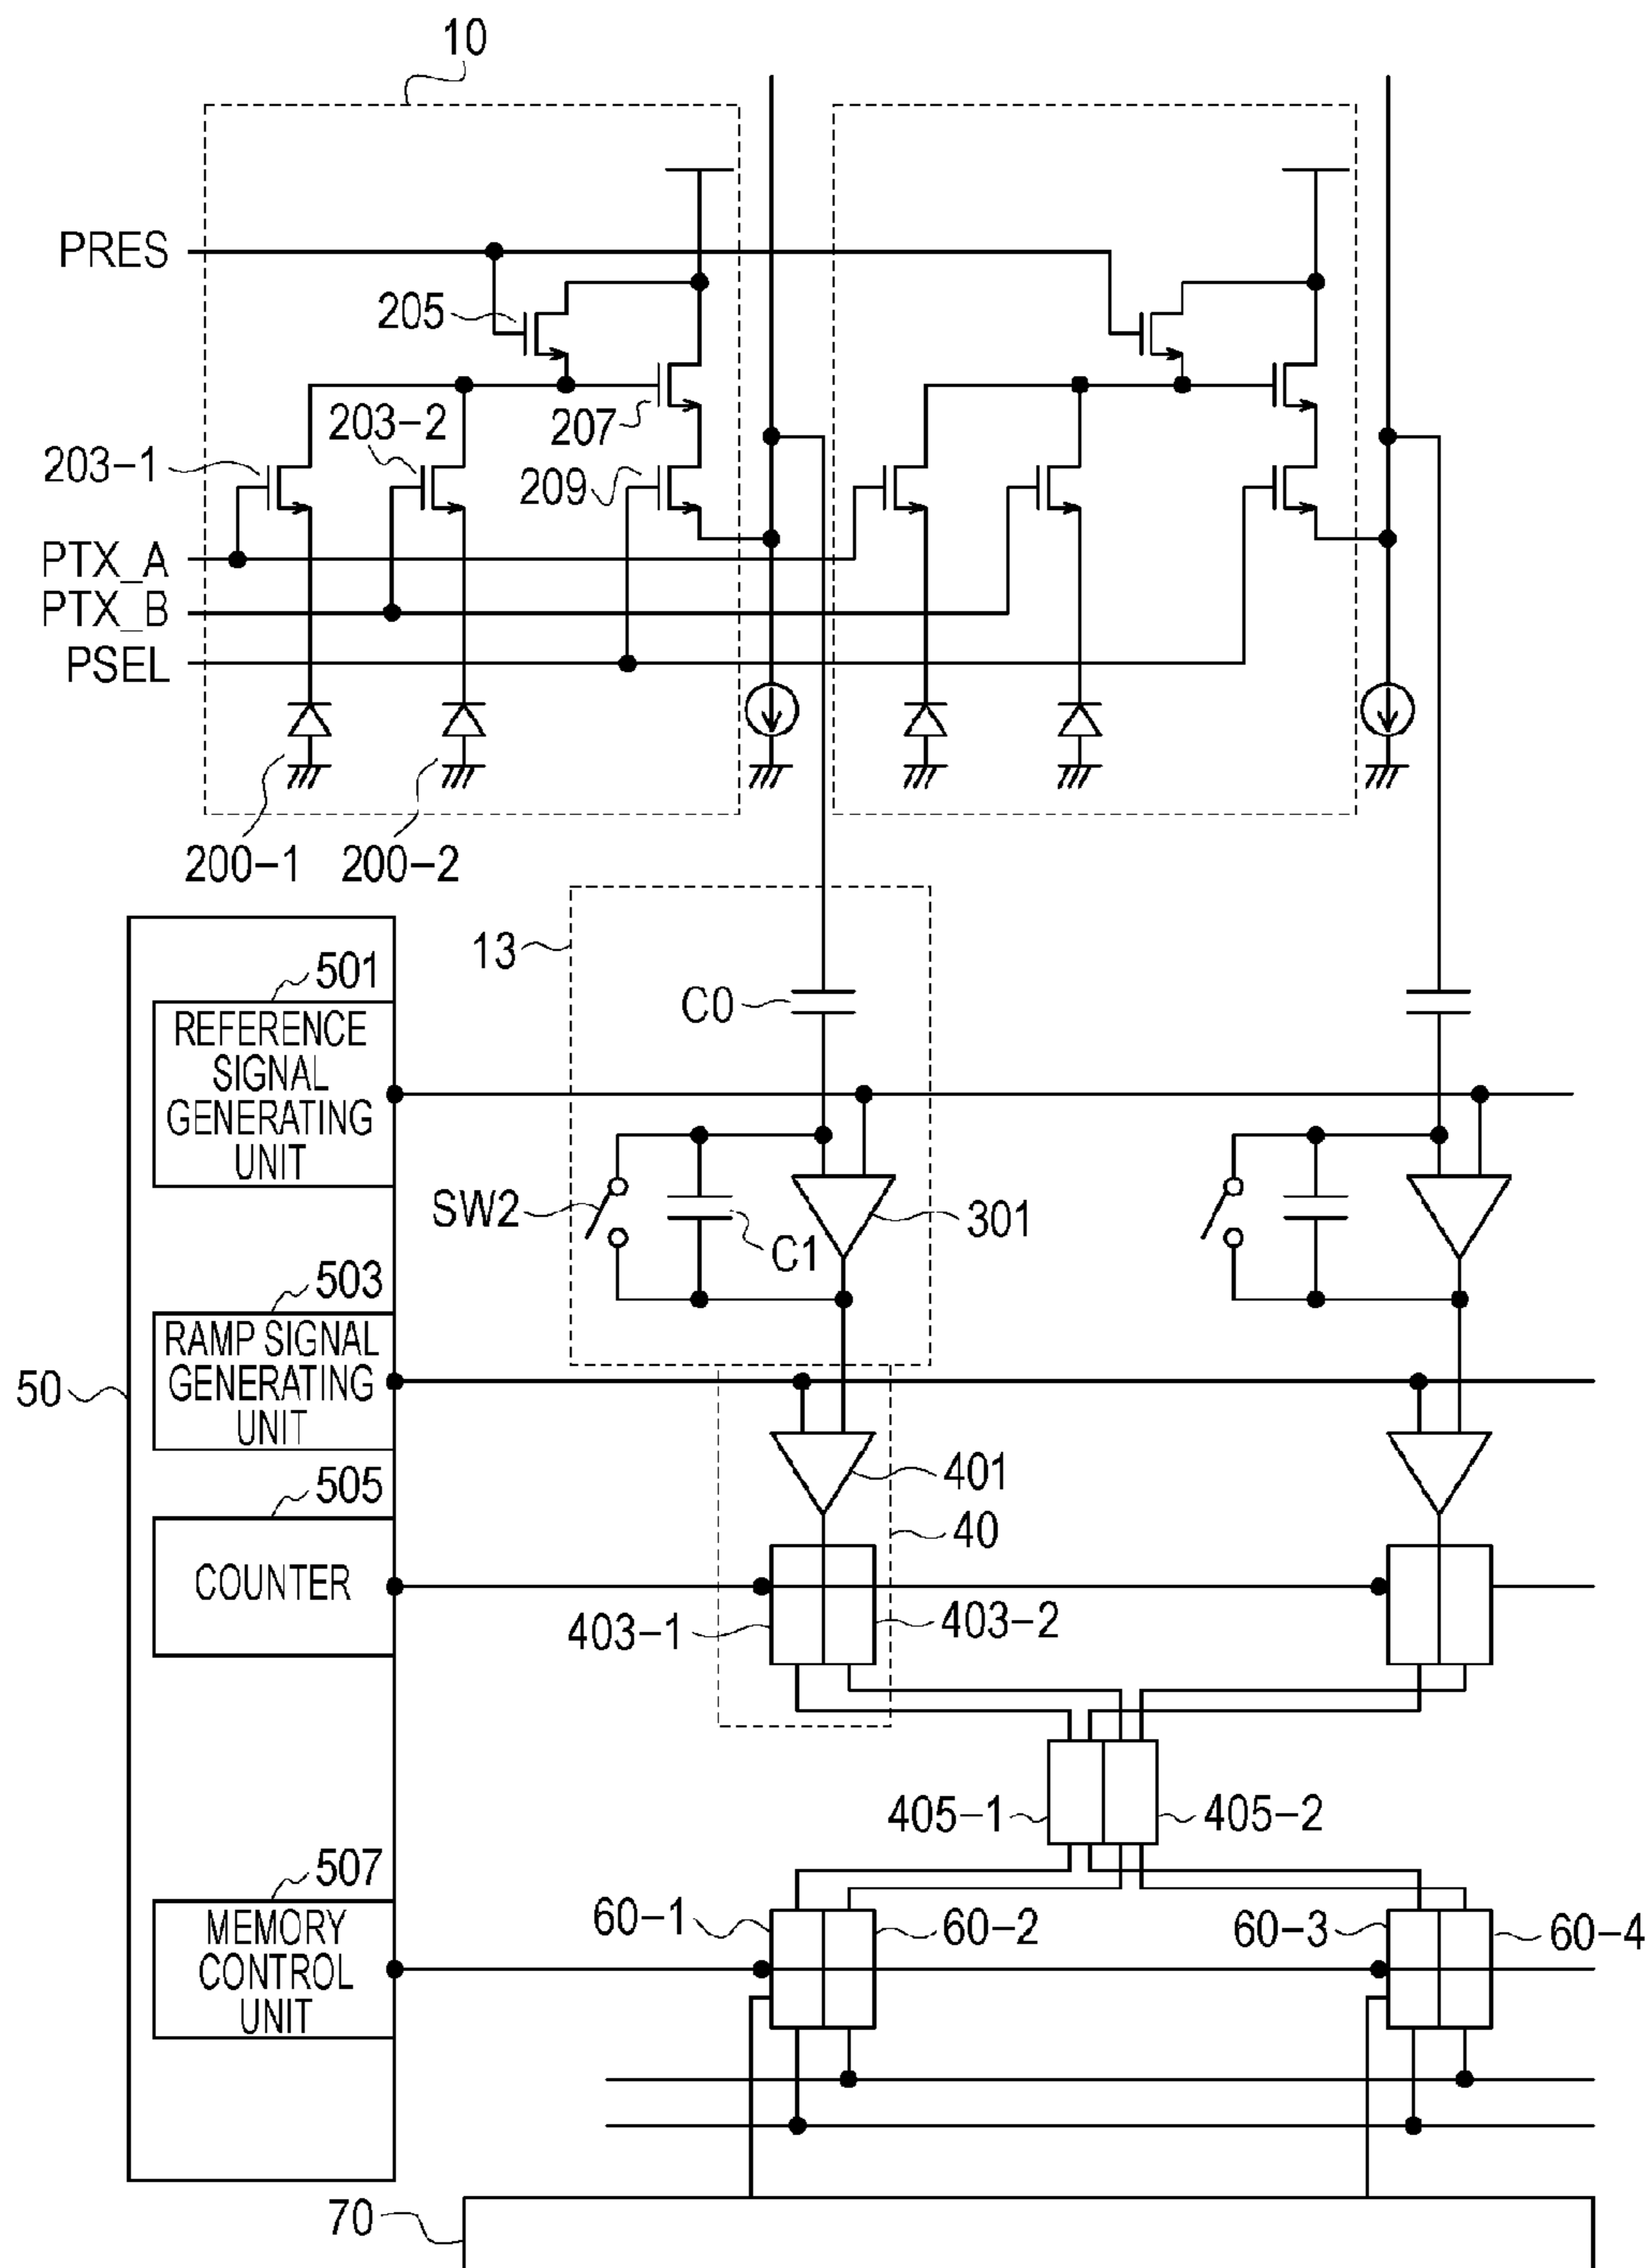 10
PRES
205
203-2
207
203-1
209
PTX_A
PTX_B
PSEL
200-1
200-2
13
501
C0
REFERENCE
SIGNAL
GENERATING
UNIT
SW2
301
C1
503
RAMP SIGNAL
GENERATING
UNIT
50
401
505
40
COUNTER
403-1
403-2
405-1
405-2
507
60-1
60-2
60-3
60-4
MEMORY
CONTROL
UNIT
70